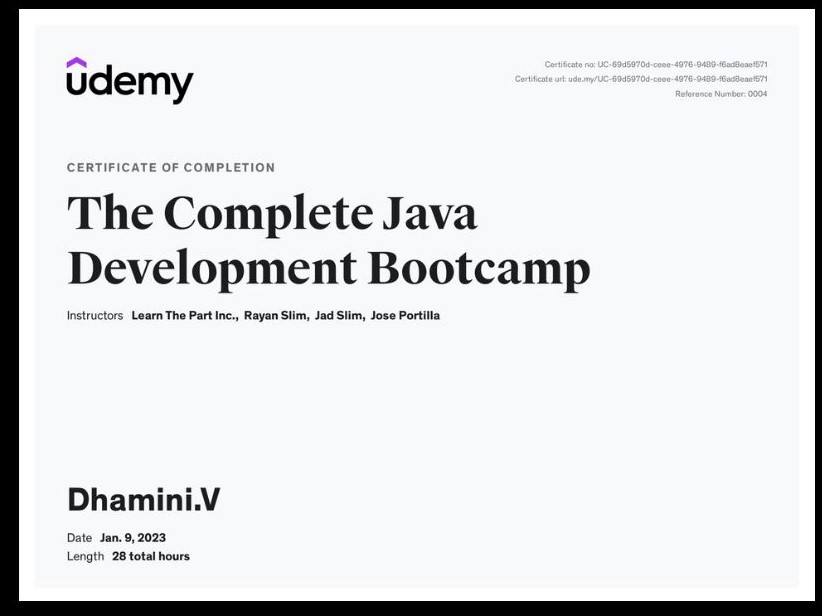 udemy
Certificate no: UC-69d5970d-ceee-4976-9489-f6ad8eaef571
Certificate url: ude.my/UC-69d5970d-ceee-4976-9489-f6ad8eaef571
Reference Number: 0004
CERTIFICATE OF COMPLETION
The Complete Java
Development Bootcamp
Instructors Learn The Part Inc., Rayan Slim, Jad Slim, Jose Portilla
Dhamini.V
Date Jan. 9, 2023
Length 28 total hours